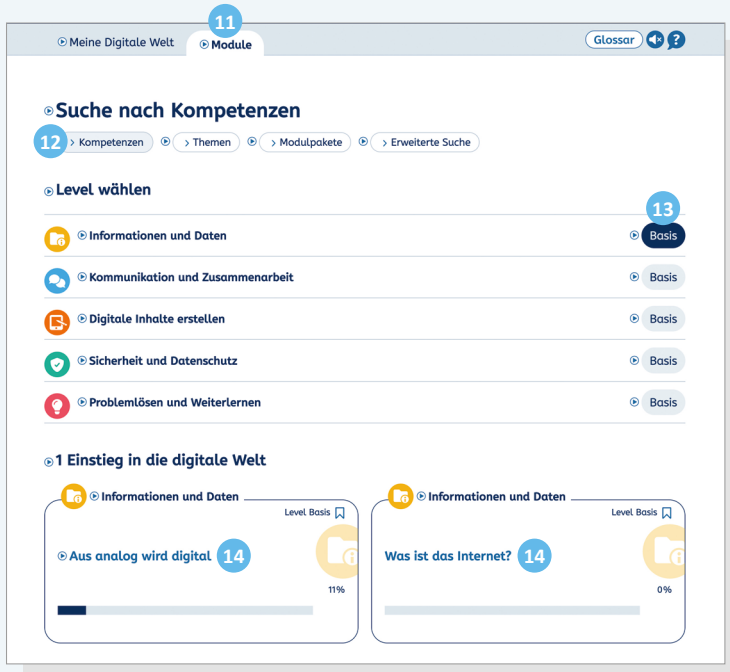 11
Meine Digitale Welt
Module
Glossar
?
Suche nach Kompetenzen
12 > Kompetenzen > Themen > Modulpakete > Erweiterte Suche
Level wählen
13
Informationen und Daten Basis
Kommunikation und Zusammenarbeit Basis
Digitale Inhalte erstellen Basis
Sicherheit und Datenschutz Basis
Problemlösen und Weiterlernen Basis
1 Einstieg in die digitale Welt
Informationen und Daten
Level Basis
Aus analog wird digital 14
11%
Informationen und Daten
Level Basis
Was ist das Internet? 14
0%